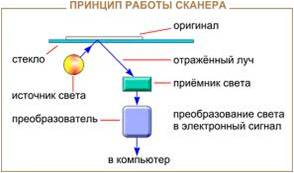 ПРИНЦИП РАБОТЫ СКАНЕРА
оригинал
стекло
отражённый луч
источник света
приёмник света
преобразователь
преобразование света
в электронный сигнал
в компьютер